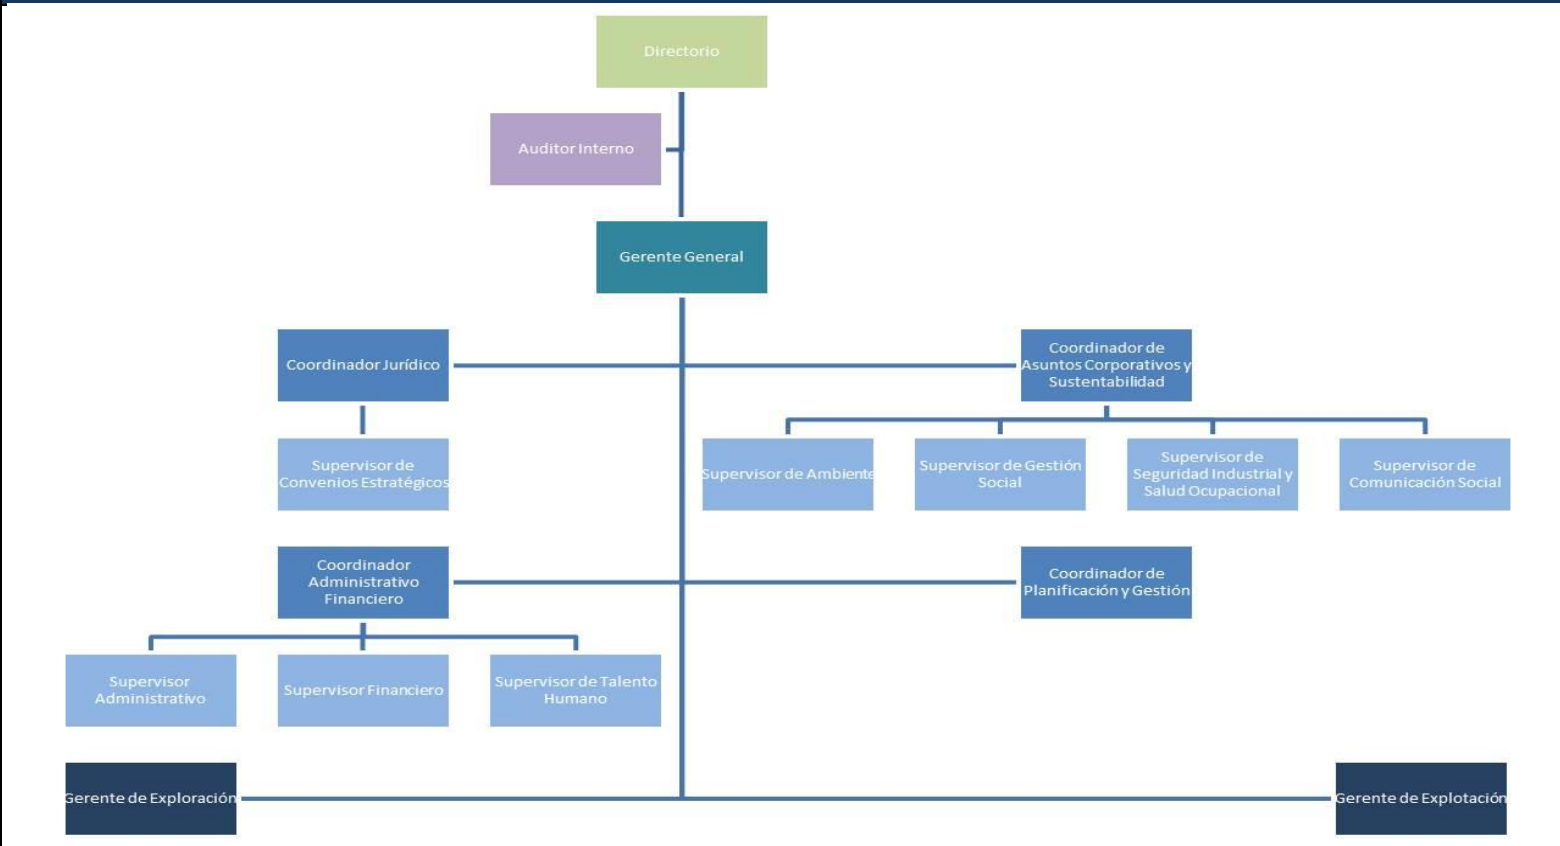 Directorio
Auditor Interno
Gerente General
Coordinador Jurídico
Coordinador de
Asuntos Corporativos y
Sustentabilidad
Supervisor de
Convenios Estratégicos
Supervisor de Ambiente
Supervisor de Gestión
Social
Supervisor de
Seguridad Industrial y
Salud Ocupacional
Supervisor de
Comunicación Social
Coordinador
Administrativo
Financiero
Coordinador de
Planificación y Gestión
Supervisor
Administrativo
Supervisor Financiero
Supervisor de Talento
Humano
Gerente de Exploración
Gerente de Explotación